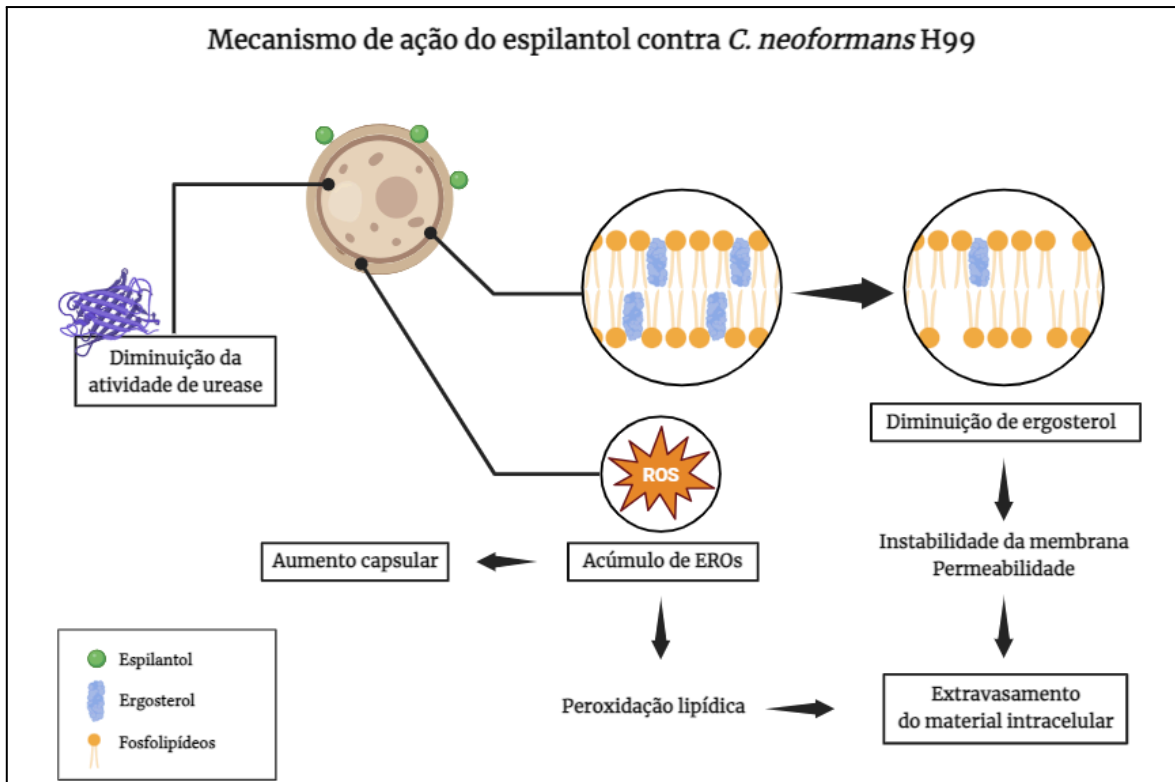 Mecanismo de ação do espilantol contra C. neoformans H99
Diminuição da
atividade de urease
Diminuição de ergosterol
ROS
Aumento capsular
Acúmulo de EROs
Instabilidade da membrana
Permeabilidade
Peroxidação lipídica
Extravasamento
do material intracelular
Espilantol
Ergosterol
Fosfolipídeos